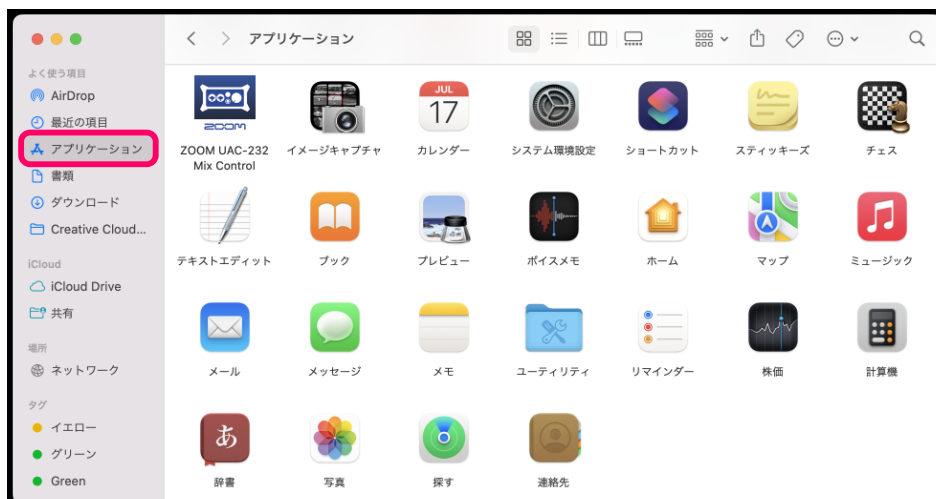 アプリケーション
よく使う項目
AirDrop
最近の項目
アプリケーション
書類
ダウンロード
Creative Cloud...
iCloud
iCloud Drive
共有
場所
ネットワーク
タグ
イエロー
グリーン
Green
ZOOM
JUL
17
ZOOM UAC-232
Mix Control
イメージキャプチャ
カレンダー
システム環境設定
ショートカット
スティッキーズ
チェス
テキストエディット
ブック
プレビュー
ボイスメモ
ホーム
マップ
ミュージック
メール
メッセージ
メモ
ユーティリティ
リマインダー
株価
計算機
あ
辞書
写真
探す
連絡先